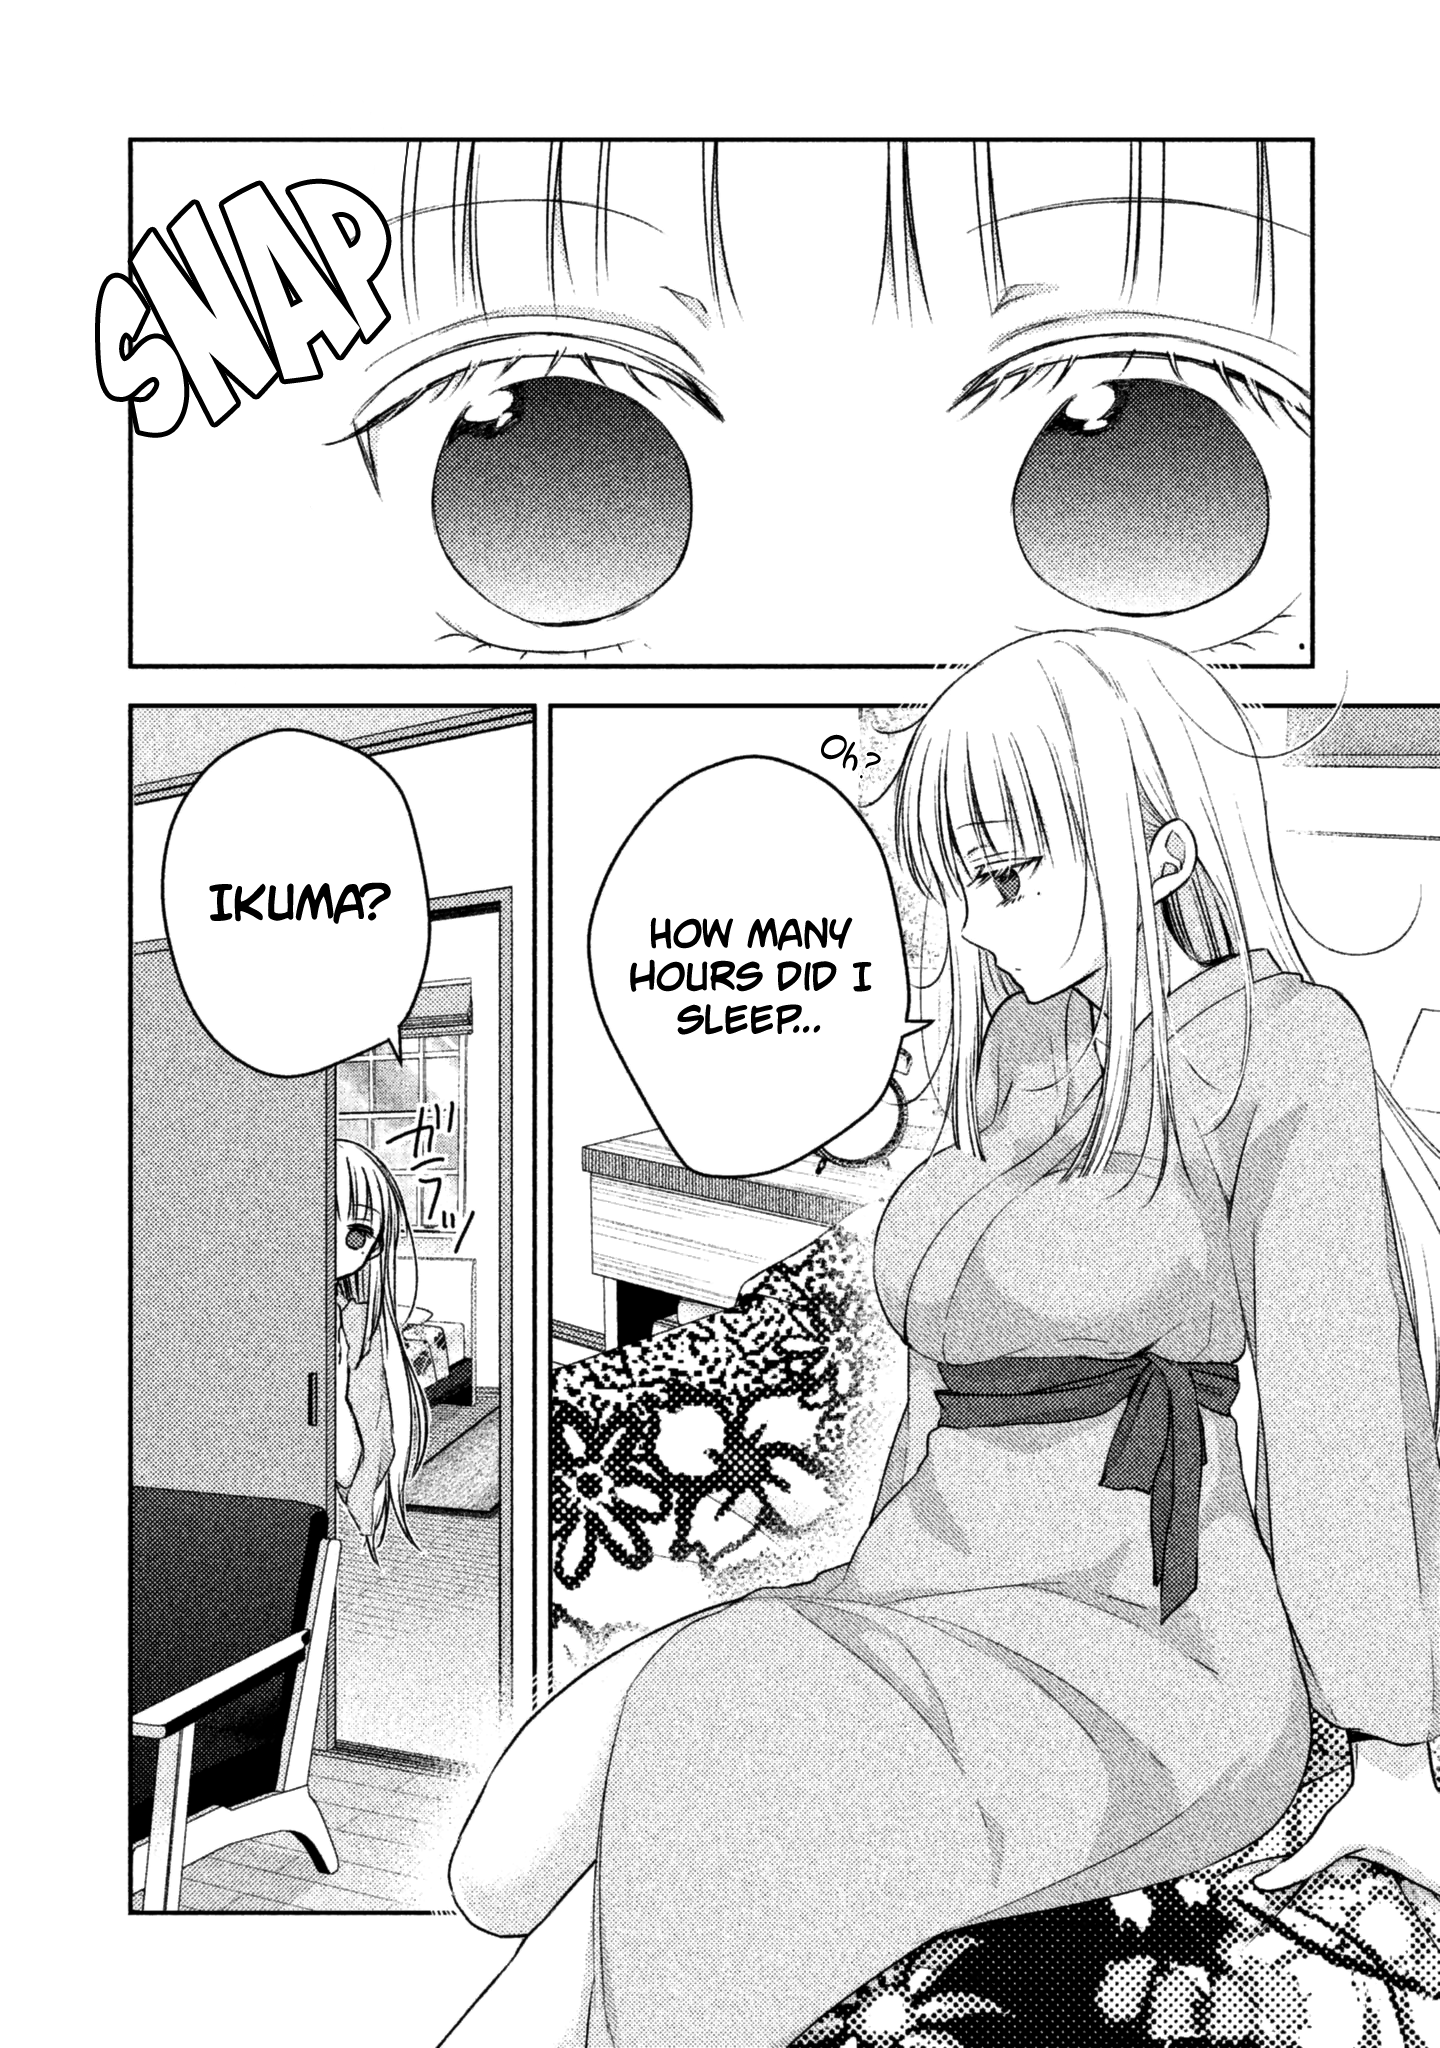 SNAP
Oh?
HOW MANY
HOURS DID I
SLEEP...
IKUMA?
ガラッ